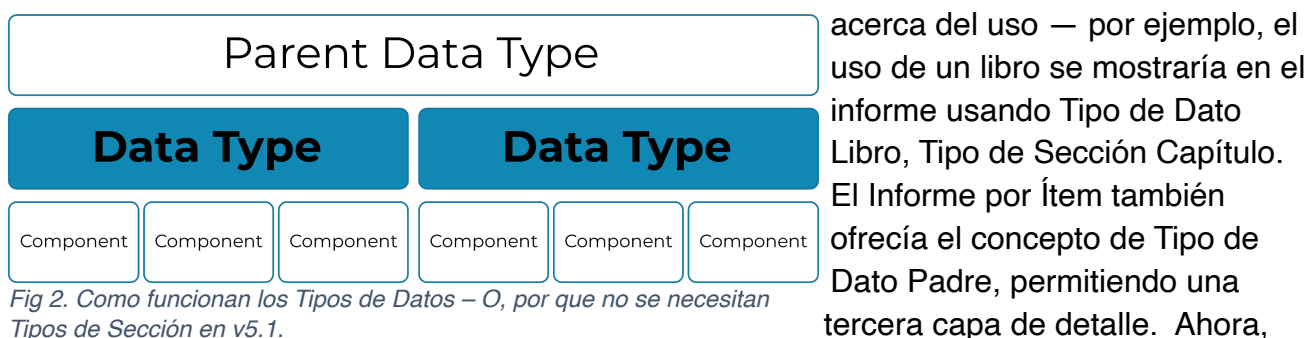 Parent Data Type
Data Type Data Type
Component Component Component Component Component Component
Fig 2. Como funcionan los Tipos de Datos – O, por que no se necesitan
Tipos de Sección en v5.1.
acerca del uso — por ejemplo, el
uso de un libro se mostraría en el
informe usando Tipo de Dato
Libro, Tipo de Sección Capítulo.
El Informe por Ítem también
ofrecía el concepto de Tipo de
Dato Padre, permitiendo una
tercera capa de detalle. Ahora,